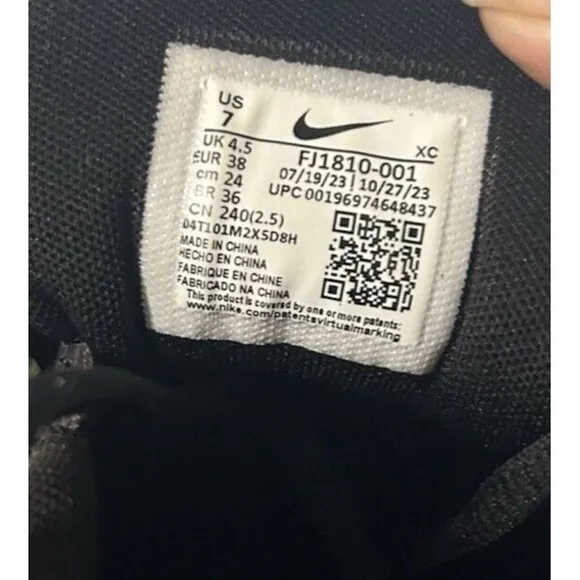 US
7
UK 4.5
EUR 38
cm 24
BR 36
CN 240(2.5)
XC
FJ1810-001
07/19/23 | 10/27/23
UPC 00196974648437
04T101M2X5D8H
MADE IN CHINA
HECHO EN CHINA
FABRIQUE EN CHINE
FABRICADO NA CHINA
This product is covered by one or more patents:
www.nike.com/patentsvirtualmarking